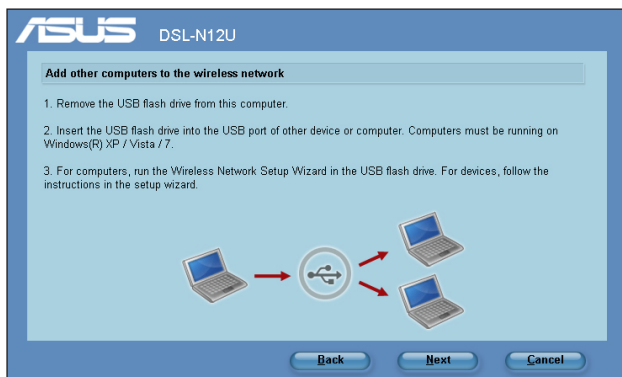 ASUS DSL-N12U
Add other computers to the wireless network
1. Remove the USB flash drive from this computer.
2. Insert the USB flash drive into the USB port of other device or computer. Computers must be running on
Windows(R) XP / Vista / 7.
3. For computers, run the Wireless Network Setup Wizard in the USB flash drive. For devices, follow the
instructions in the setup wizard.
Back Next Cancel